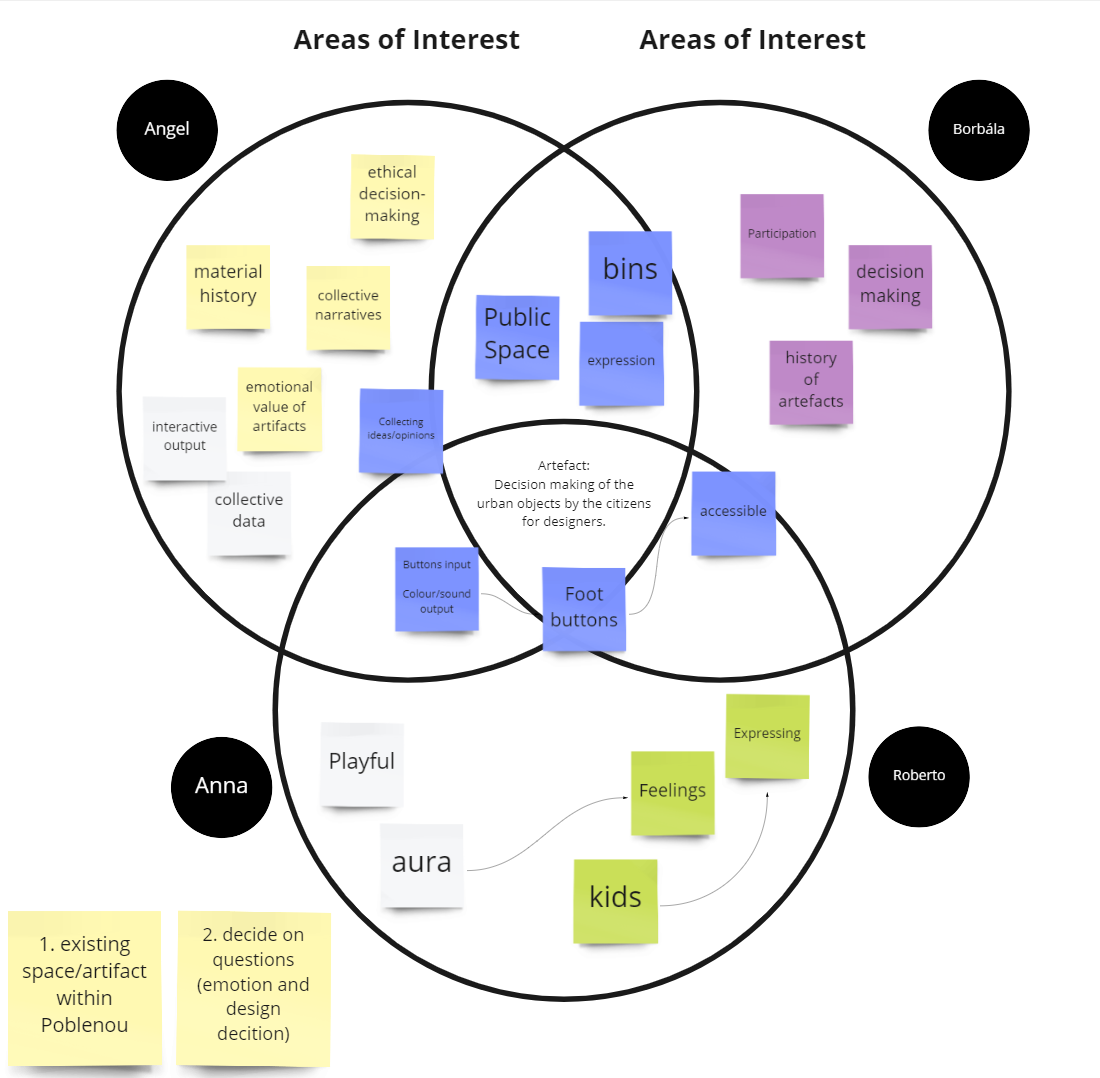 Areas of Interest
Areas of Interest
Angel
Borbála
ethical
decision-
making
material
history
collective
narratives
emotional
value of
artifacts
interactive
output
collective
data
Collecting
ideas/opinions
bins
Public
Space
expression
Participation
decision
making
history
of
artefacts
Artefact:
Decision making of the
urban objects by the citizens
for designers.
accessible
Buttons input
Colour/sound
output
Foot
buttons
Anna
Roberto
Playful
aura
Expressing
Feelings
kids
1. existing
space/artifact
within
Poblenou
2. decide on
questions
(emotion and
design
decition)